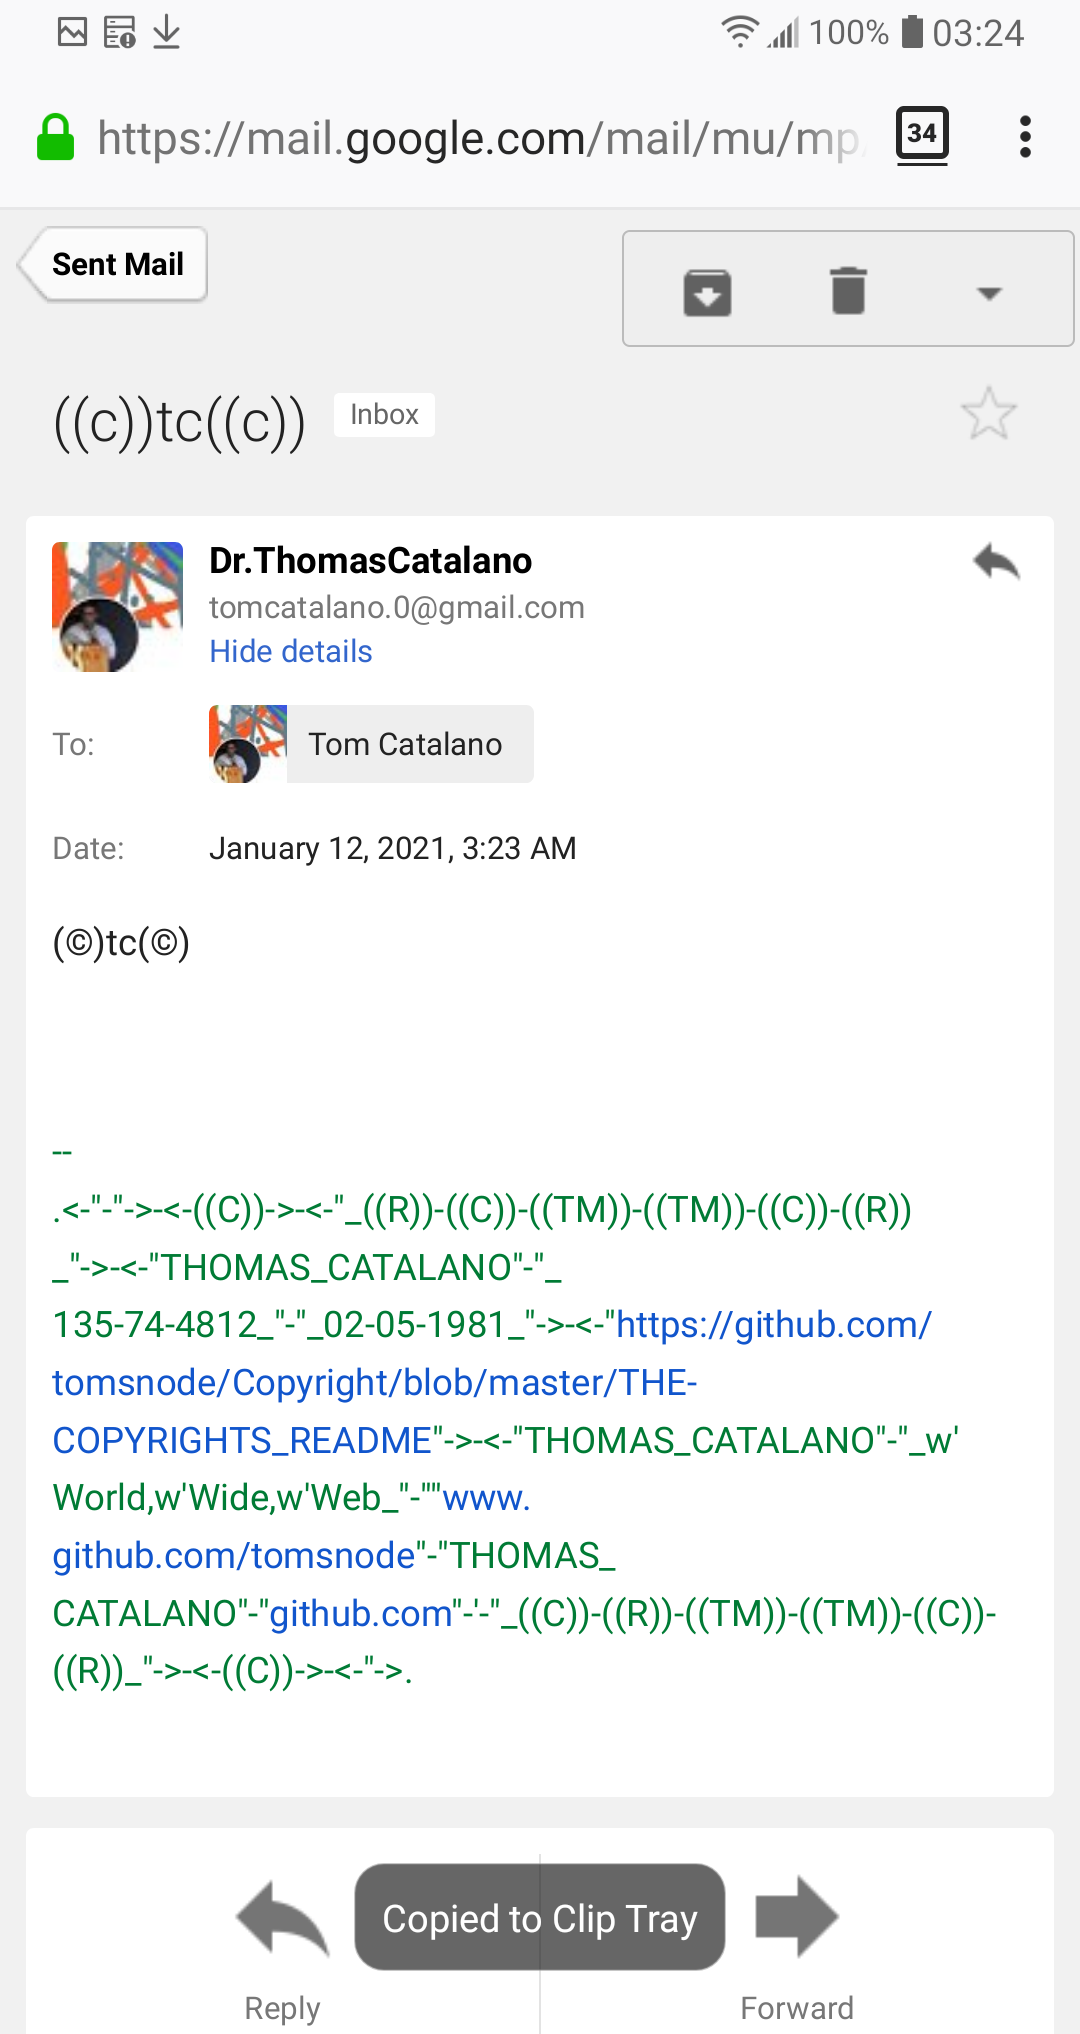 100% 03:24
https://mail.google.com/mail/mu/mp
34
Sent Mail
((c))tc((c)) Inbox
Dr.ThomasCatalano
tomcatalano.0@gmail.com
Hide details
To: Tom Catalano
Date: January 12, 2021, 3:23 AM
(©)tc(©)
--
.<-"-"->-<-((C))->-<-"_((R))-((C))-((TM))-((TM))-((C))-((R))
_"->-<-"THOMAS_CATALANO"-"_
135-74-4812_"-"_02-05-1981_"->-<-"https://github.com/
tomsnode/Copyright/blob/master/THE-
COPYRIGHTS_README"->-<-"THOMAS_CATALANO"-"_w'
World,w'Wide,w'Web_"-""www.
github.com/tomsnode"-"THOMAS_
CATALANO"-"github.com"-'-"_((C))-((R))-((TM))-((TM))-((C))-
((R))_"->-<-((C))->-<-"->.
Copied to Clip Tray
Reply Forward